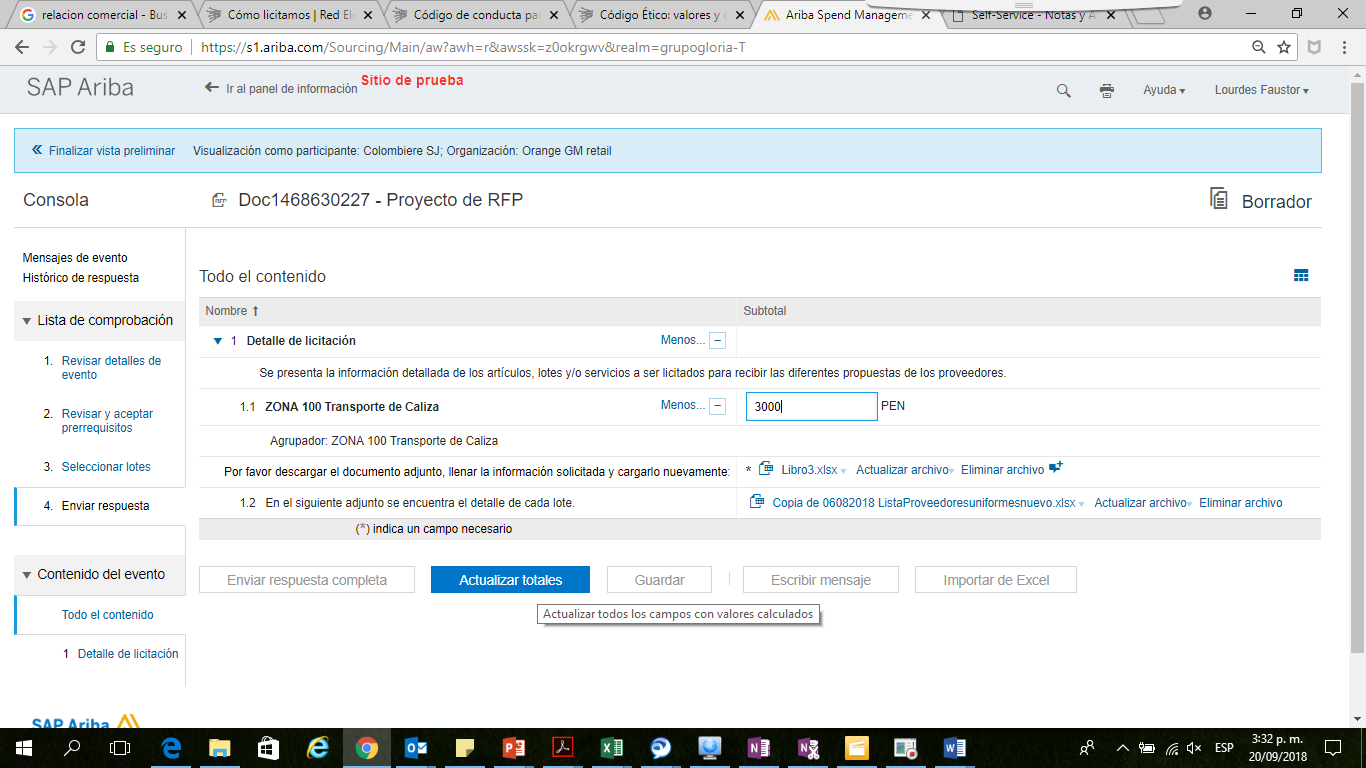 relacion comercial - Bus
Cómo licitamos | Red Ele
Código de conducta par
Código Ético: valores y c
Ariba Spend Manageme
Self-Service - Notas y A
Es seguro | https://s1.ariba.com/Sourcing/Main/aw?awh=r&awssk=z0okrgwv&realm=grupogloria-T
SAP Ariba
Ir al panel de información
Sitio de prueba
Ayuda
Lourdes Faustor
Finalizar vista preliminar
Visualización como participante: Colombiere SJ; Organización: Orange GM retail
Consola
RFP
Doc1468630227 - Proyecto de RFP
Borrador
Mensajes de evento
Histórico de respuesta
Lista de comprobación
1. Revisar detalles de
evento
2. Revisar y aceptar
prerrequisitos
3. Seleccionar lotes
4. Enviar respuesta
Contenido del evento
Todo el contenido
1 Detalle de licitación
Todo el contenido
Nombre ↑
Subtotal
1 Detalle de licitación
Menos... −
Se presenta la información detallada de los artículos, lotes y/o servicios a ser licitados para recibir las diferentes propuestas de los proveedores.
1.1 ZONA 100 Transporte de Caliza
Menos... −
3000 PEN
Agrupador: ZONA 100 Transporte de Caliza
Por favor descargar el documento adjunto, llenar la información solicitada y cargarlo nuevamente:
* Libro3.xlsx Actualizar archivo Eliminar archivo
1.2 En el siguiente adjunto se encuentra el detalle de cada lote.
Copia de 06082018 ListaProveedoresuniformesnuevo.xlsx Actualizar archivo Eliminar archivo
(*) indica un campo necesario
Enviar respuesta completa
Actualizar totales
Guardar
Escribir mensaje
Importar de Excel
Actualizar todos los campos con valores calculados
SAP Ariba
ESP
3:32 p. m.
20/09/2018